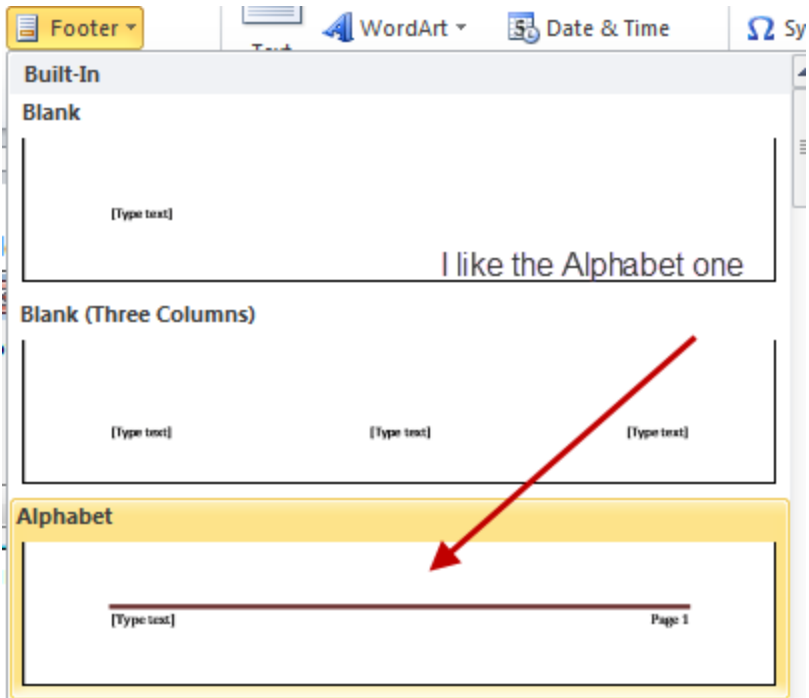 Footer WordArt Date & Time Sy
Built-In
Blank
[Type text]
I like the Alphabet one
Blank (Three Columns)
[Type text] [Type text] [Type text]
Alphabet
[Type text] Page 1